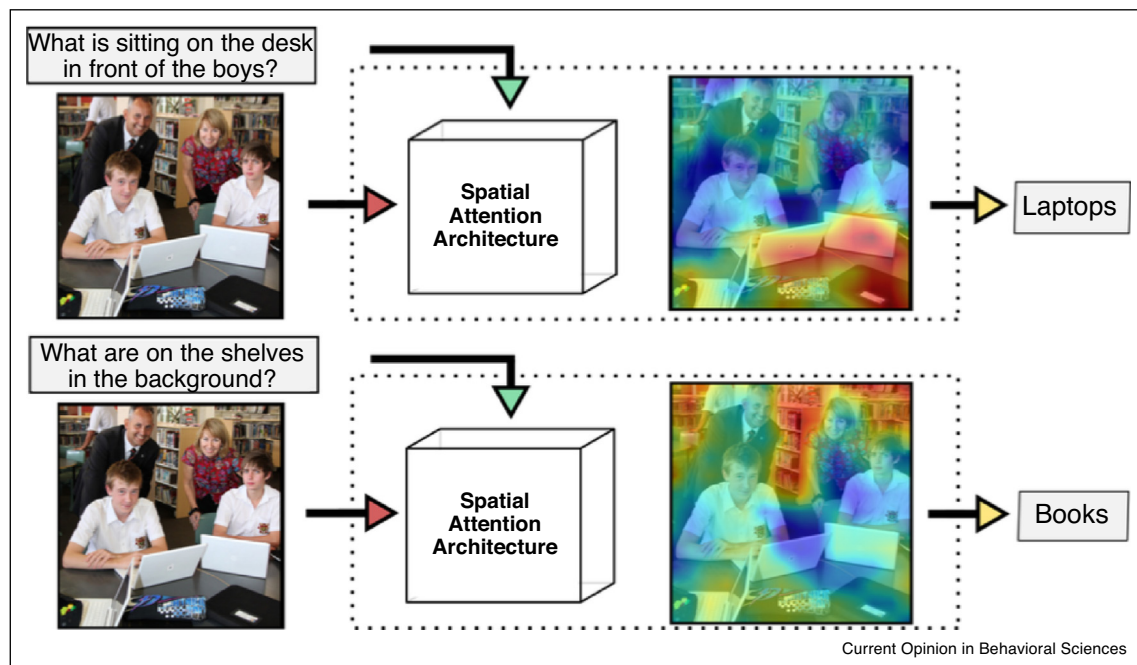 What is sitting on the desk
in front of the boys?
Spatial
Attention
Architecture
Laptops
What are on the shelves
in the background?
Spatial
Attention
Architecture
Books
Current Opinion in Behavioral Sciences